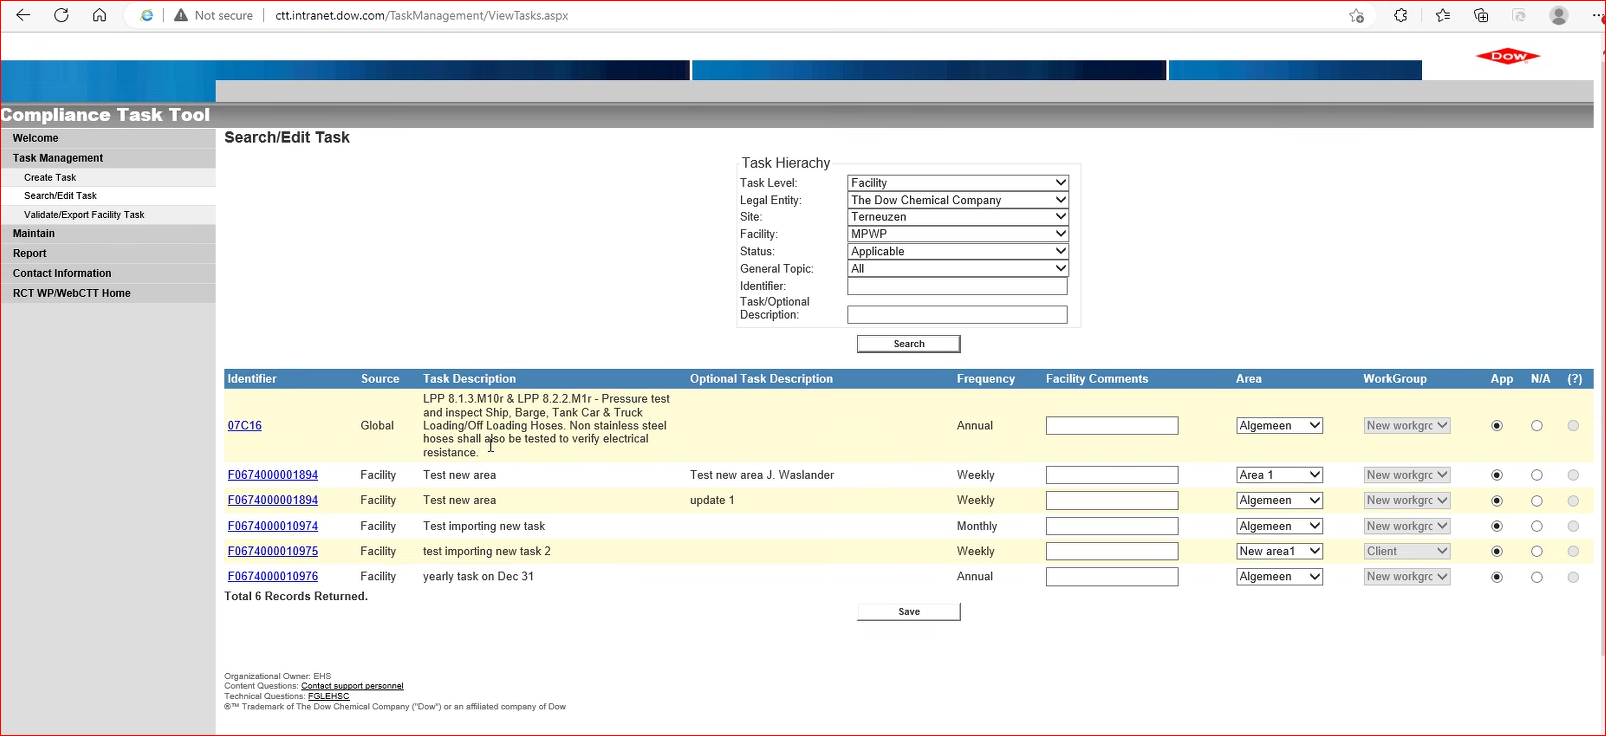 Not secure | ctt.intranet.dow.com/TaskManagement/ViewTasks.aspx
Dow
Compliance Task Tool
Welcome
Task Management
Create Task
Search/Edit Task
Validate/Export Facility Task
Maintain
Report
Contact Information
RCT WP/WebCTT Home
Search/Edit Task
Task Hierachy
Task Level: Facility
Legal Entity: The Dow Chemical Company
Site: Terneuzen
Facility: MPWP
Status: Applicable
General Topic: All
Identifier:
Task/Optional
Description:
Search
Identifier Source Task Description Optional Task Description Frequency Facility Comments Area WorkGroup App N/A (?)
LPP 8.1.3.M10r & LPP 8.2.2.M1r - Pressure test
and inspect Ship, Barge, Tank Car & Truck
07C16 Global Loading/Off Loading Hoses. Non stainless steel Annual Algemeen New workgrc
hoses shall also be tested to verify electrical
resistance.
F0674000001894 Facility Test new area Test new area J. Waslander Weekly Area 1 New workgrc
F0674000001894 Facility Test new area update 1 Weekly Algemeen New workgrc
F0674000010974 Facility Test importing new task Monthly Algemeen New workgrc
F0674000010975 Facility test importing new task 2 Weekly New area1 Client
F0674000010976 Facility yearly task on Dec 31 Annual Algemeen New workgrc
Total 6 Records Returned.
Save
Organizational Owner: EHS
Content Questions: Contact support personnel
Technical Questions: FGLEHSC
®™ Trademark of The Dow Chemical Company ("Dow") or an affiliated company of Dow